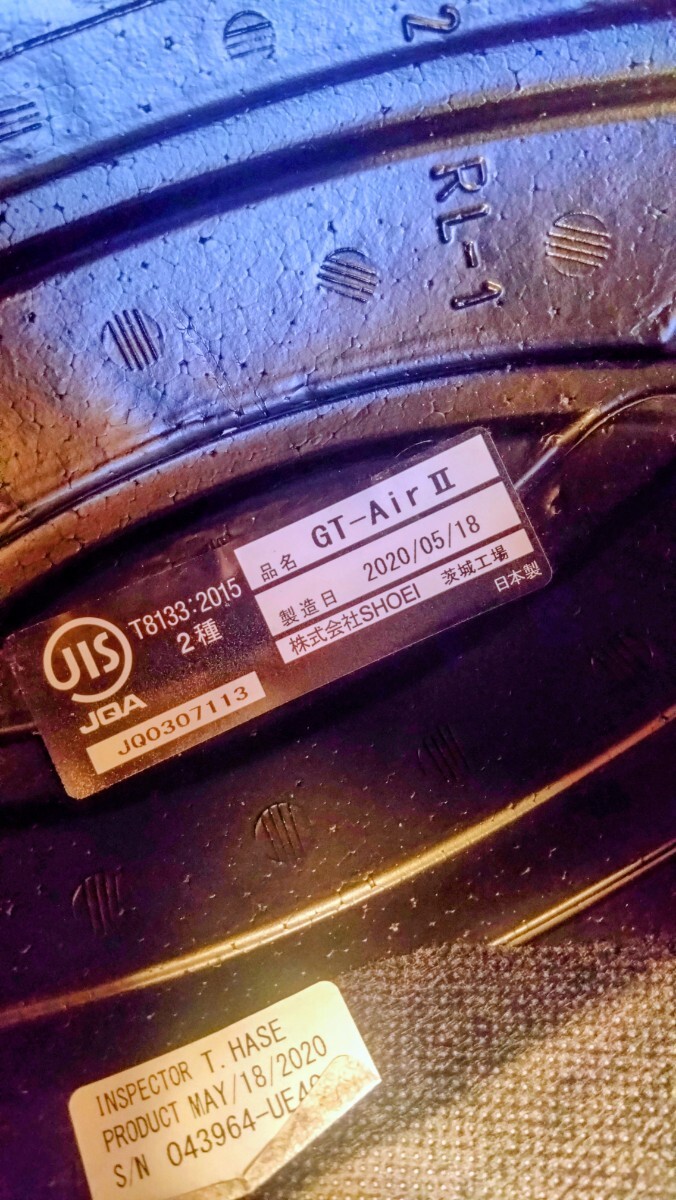 2
RL-1
JIS
JQA
T8133:2015
2種
JQ0307113
品名 GT-Air II
製造日 2020/05/18
株式会社SHOEI 茨城工場
日本製
INSPECTOR T. HASE
PRODUCT MAY/18/2020
S/N 043964-UE